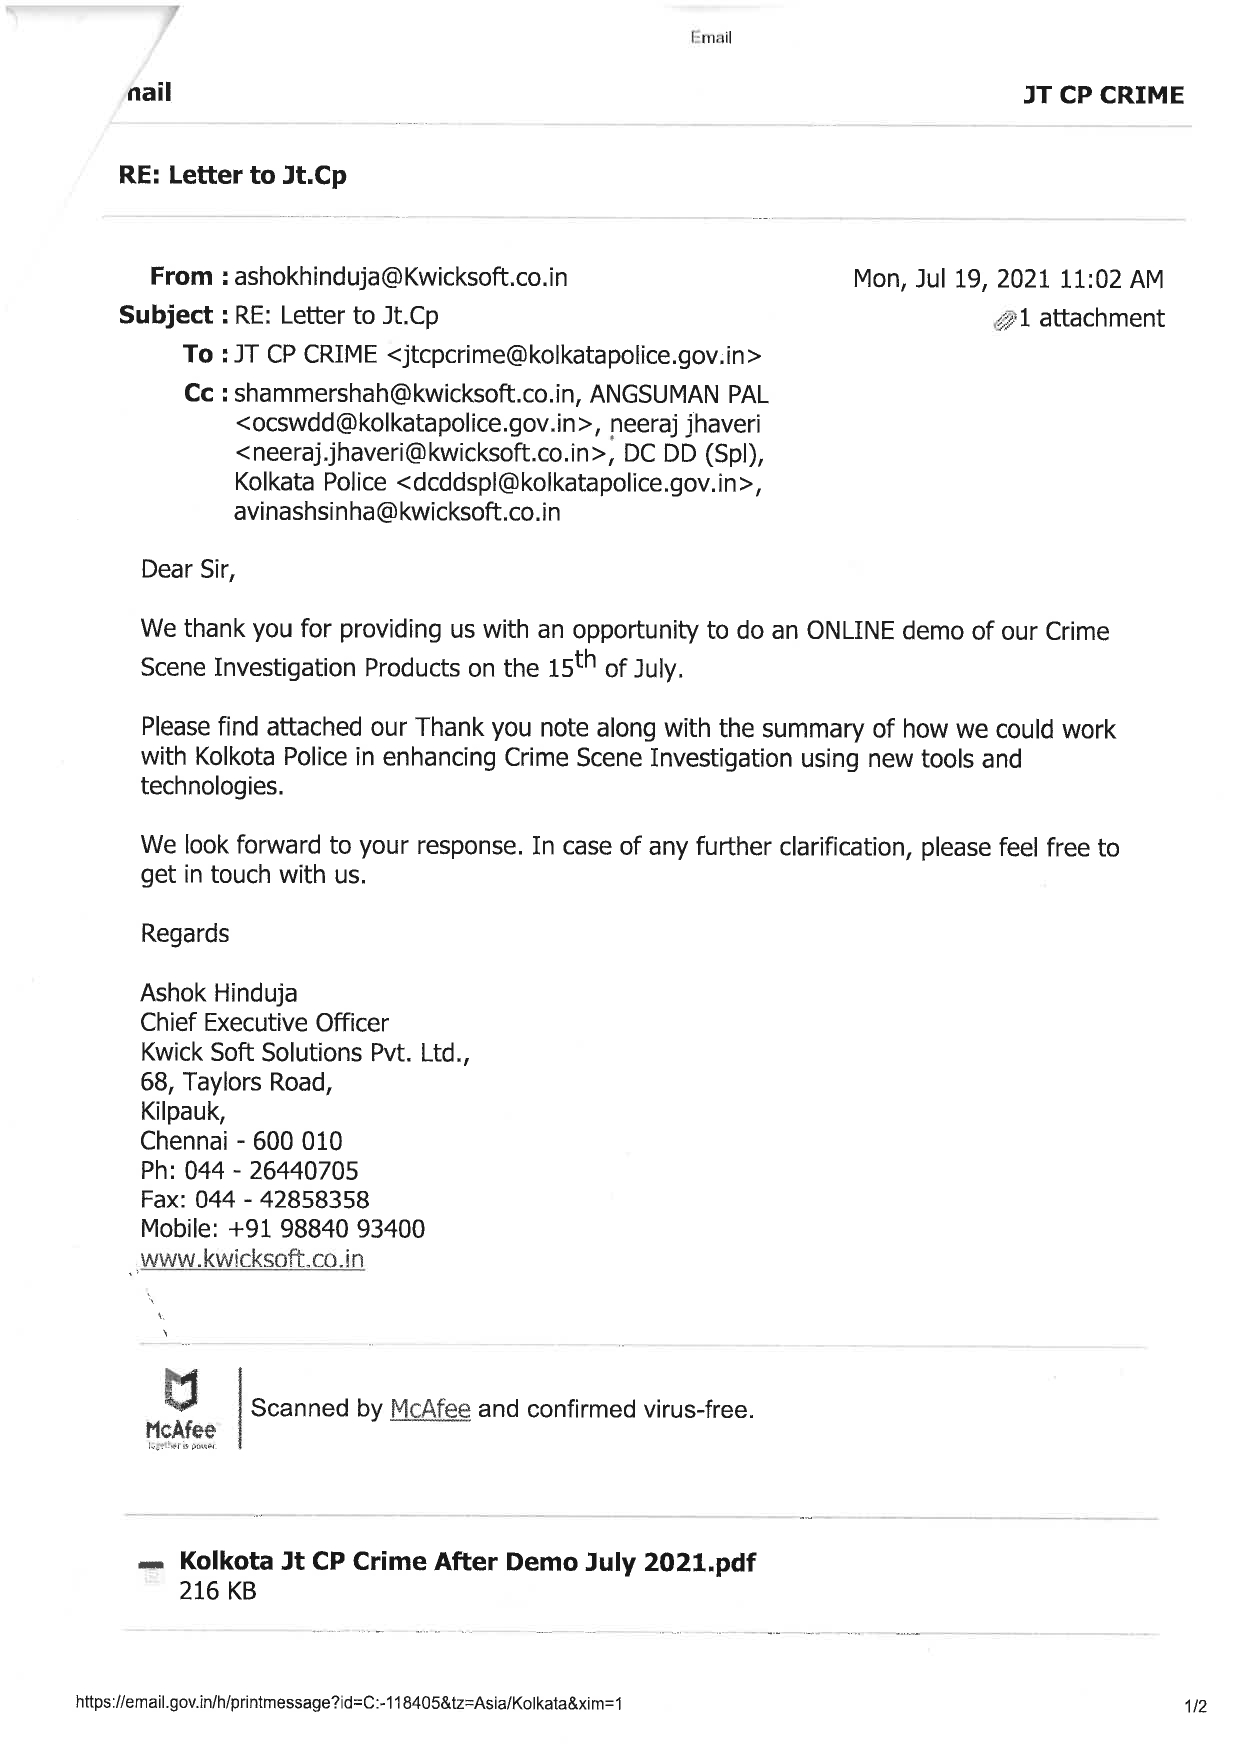 Email
nail
JT CP CRIME
RE: Letter to Jt.Cp
From : ashokhinduja@Kwicksoft.co.in
Mon, Jul 19, 2021 11:02 AM
Subject : RE: Letter to Jt.Cp
1 attachment
To : JT CP CRIME <jtcpcrime@kolkatapolice.gov.in>
Cc : shammershah@kwicksoft.co.in, ANGSUMAN PAL
<ocswdd@kolkatapolice.gov.in>, neeraj jhaveri
<neeraj.jhaveri@kwicksoft.co.in>, DC DD (Spl),
Kolkata Police <dcddspl@kolkatapolice.gov.in>,
avinashsinha@kwicksoft.co.in
Dear Sir,
We thank you for providing us with an opportunity to do an ONLINE demo of our Crime
Scene Investigation Products on the 15th of July.
Please find attached our Thank you note along with the summary of how we could work
with Kolkota Police in enhancing Crime Scene Investigation using new tools and
technologies.
We look forward to your response. In case of any further clarification, please feel free to
get in touch with us.
Regards
Ashok Hinduja
Chief Executive Officer
Kwick Soft Solutions Pvt. Ltd.,
68, Taylors Road,
Kilpauk,
Chennai - 600 010
Ph: 044 - 26440705
Fax: 044 - 42858358
Mobile: +91 98840 93400
www.kwicksoft.co.in
McAfee
Together is power.
Scanned by McAfee and confirmed virus-free.
Kolkota Jt CP Crime After Demo July 2021.pdf
216 KB
https://email.gov.in/h/printmessage?id=C:-118405&tz=Asia/Kolkata&xim=1
1/2